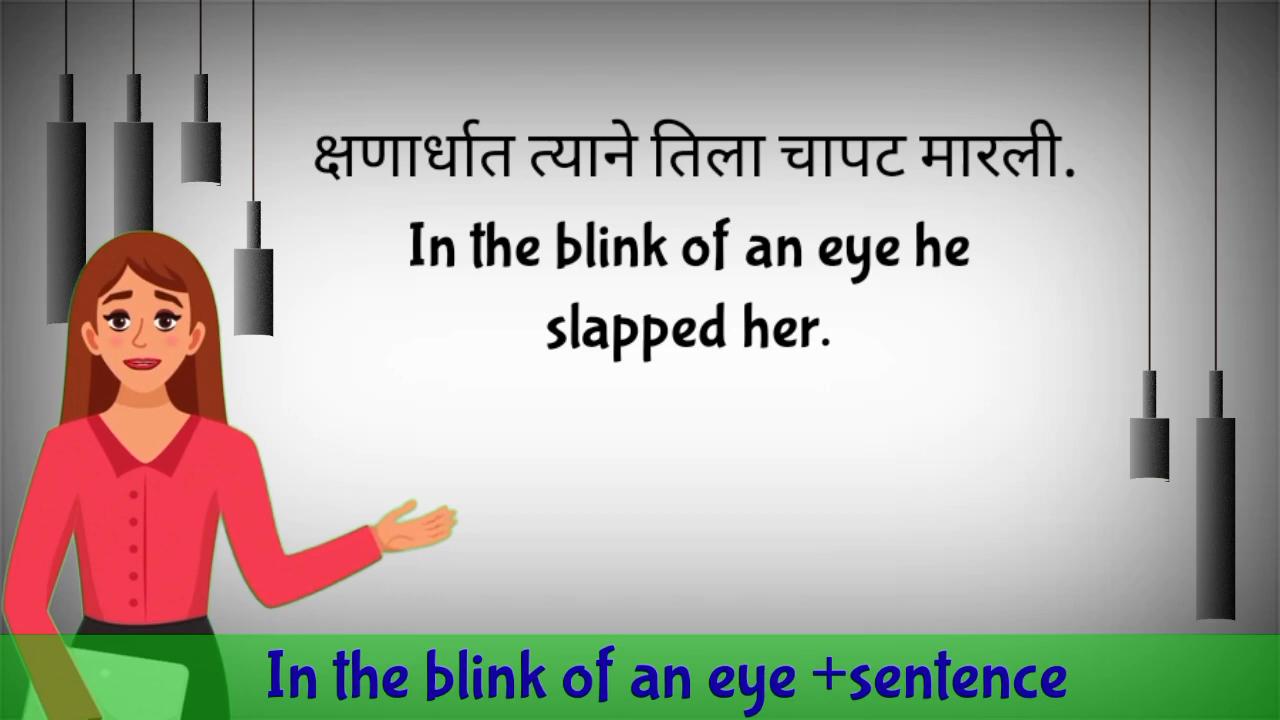 क्षणार्धात त्याने तिला चापट मारली.
In the blink of an eye he
slapped her.
In the blink of an eye +sentence